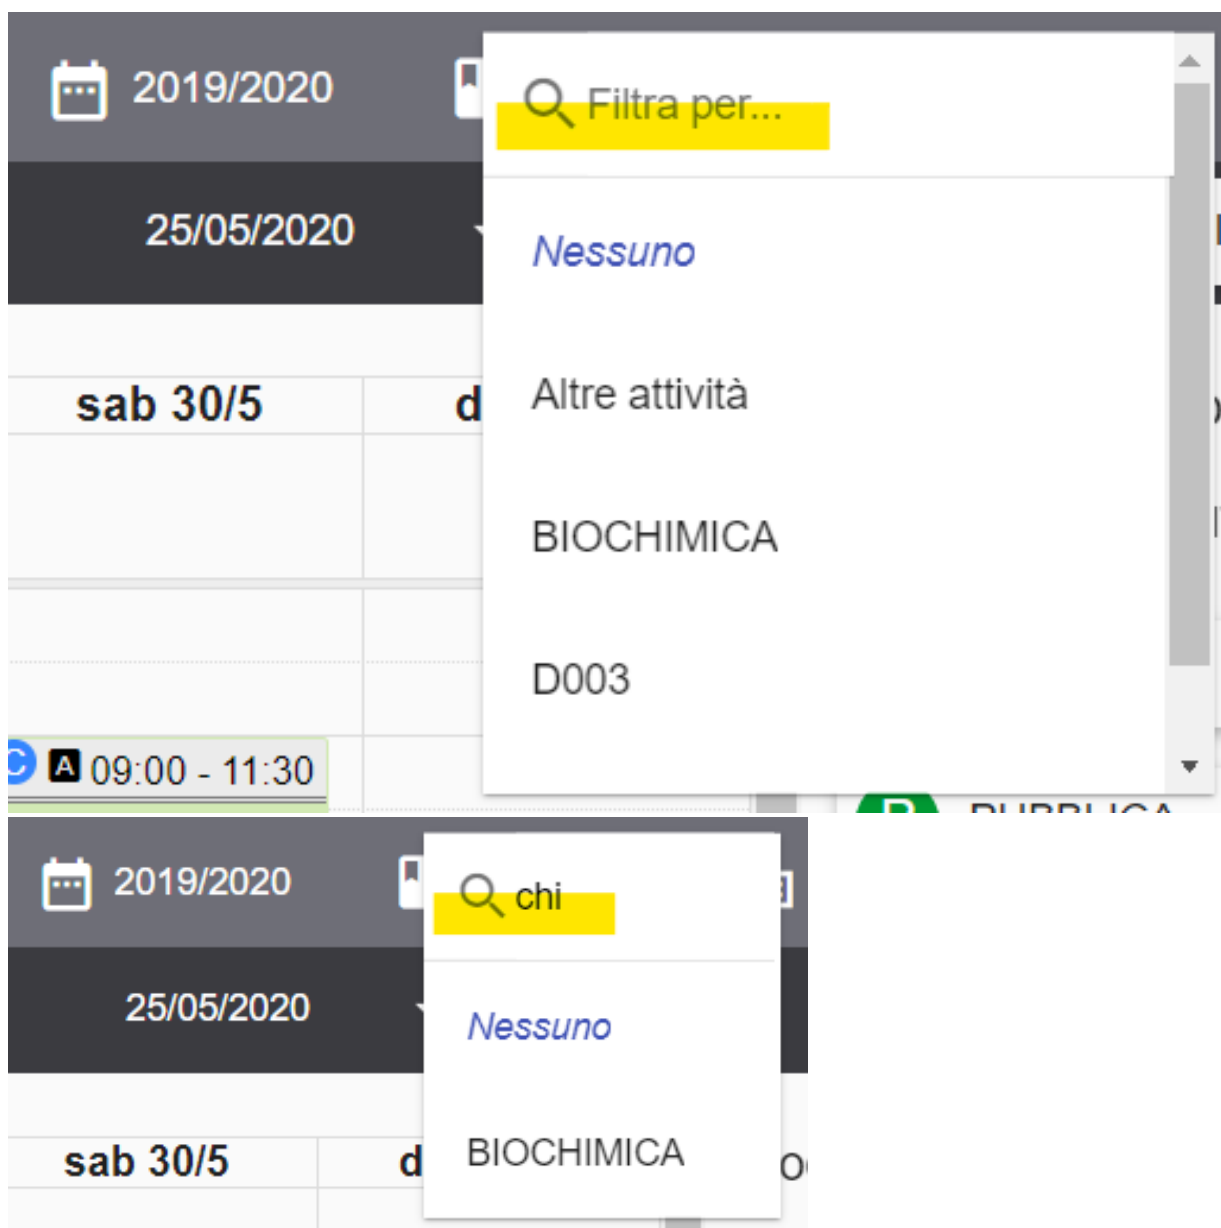 2019/2020
Filtra per...
25/05/2020
Nessuno
sab 30/5
d
Altre attività
BIOCHIMICA
D003
C A 09:00 - 11:30
2019/2020
chi
25/05/2020
Nessuno
sab 30/5
d
BIOCHIMICA